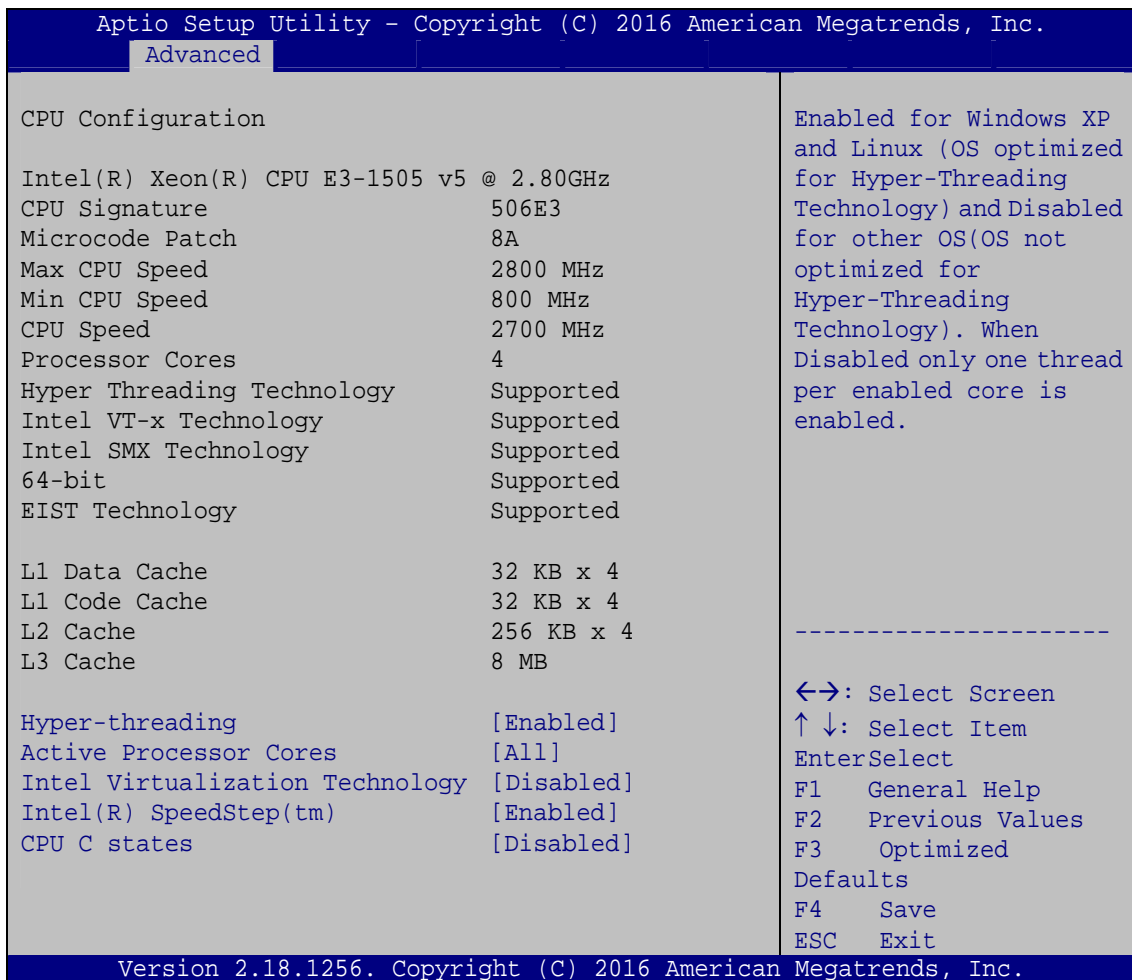 Aptio Setup Utility – Copyright (C) 2016 American Megatrends, Inc.
Advanced
CPU Configuration
Intel(R) Xeon(R) CPU E3-1505 v5 @ 2.80GHz
CPU Signature 506E3
Microcode Patch 8A
Max CPU Speed 2800 MHz
Min CPU Speed 800 MHz
CPU Speed 2700 MHz
Processor Cores 4
Hyper Threading Technology Supported
Intel VT-x Technology Supported
Intel SMX Technology Supported
64-bit Supported
EIST Technology Supported
L1 Data Cache 32 KB x 4
L1 Code Cache 32 KB x 4
L2 Cache 256 KB x 4
L3 Cache 8 MB
Hyper-threading [Enabled]
Active Processor Cores [All]
Intel Virtualization Technology [Disabled]
Intel(R) SpeedStep(tm) [Enabled]
CPU C states [Disabled]
Enabled for Windows XP
and Linux (OS optimized
for Hyper-Threading
Technology) and Disabled
for other OS(OS not
optimized for
Hyper-Threading
Technology). When
Disabled only one thread
per enabled core is
enabled.
----------------------
←→: Select Screen
↑ ↓: Select Item
EnterSelect
F1 General Help
F2 Previous Values
F3 Optimized
Defaults
F4 Save
ESC Exit
Version 2.18.1256. Copyright (C) 2016 American Megatrends, Inc.